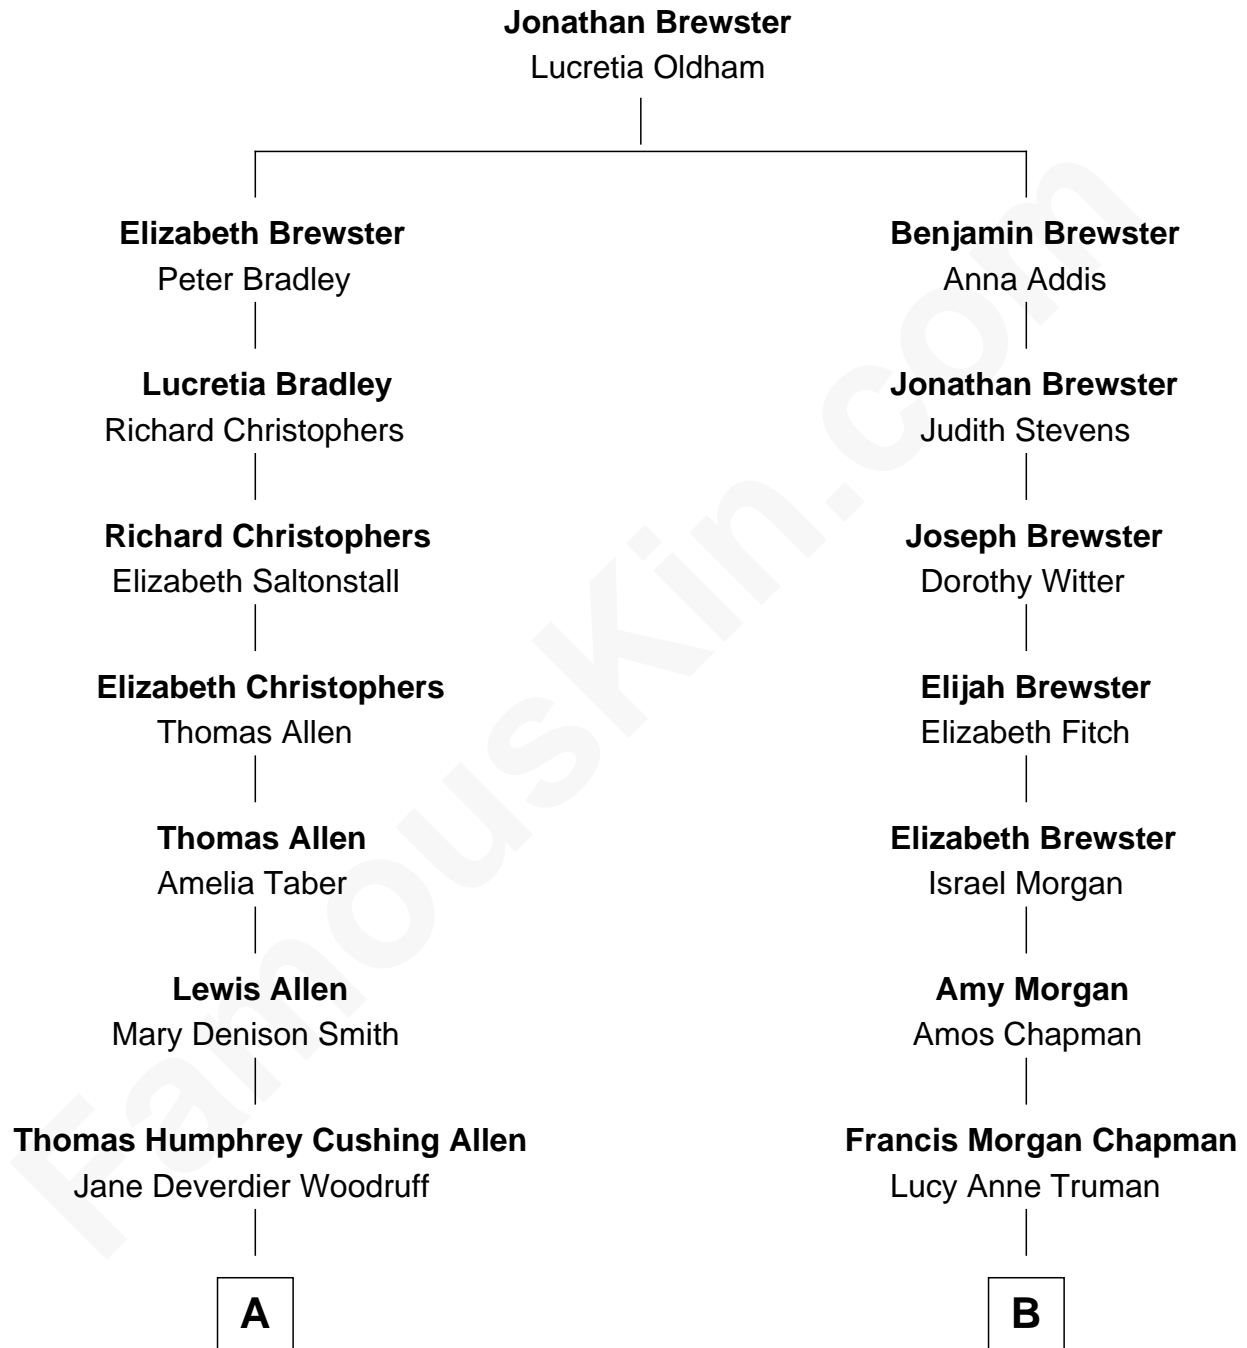 Jonathan Brewster
Lucretia Oldham
Elizabeth Brewster
Peter Bradley
Lucretia Bradley
Richard Christophers
Richard Christophers
Elizabeth Saltonstall
Elizabeth Christophers
Thomas Allen
Thomas Allen
Amelia Taber
Lewis Allen
Mary Denison Smith
Thomas Humphrey Cushing Allen
Jane Deverdier Woodruff
A
Benjamin Brewster
Anna Addis
Jonathan Brewster
Judith Stevens
Joseph Brewster
Dorothy Witter
Elijah Brewster
Elizabeth Fitch
Elizabeth Brewster
Israel Morgan
Amy Morgan
Amos Chapman
Francis Morgan Chapman
Lucy Anne Truman
B
FamousKin.com